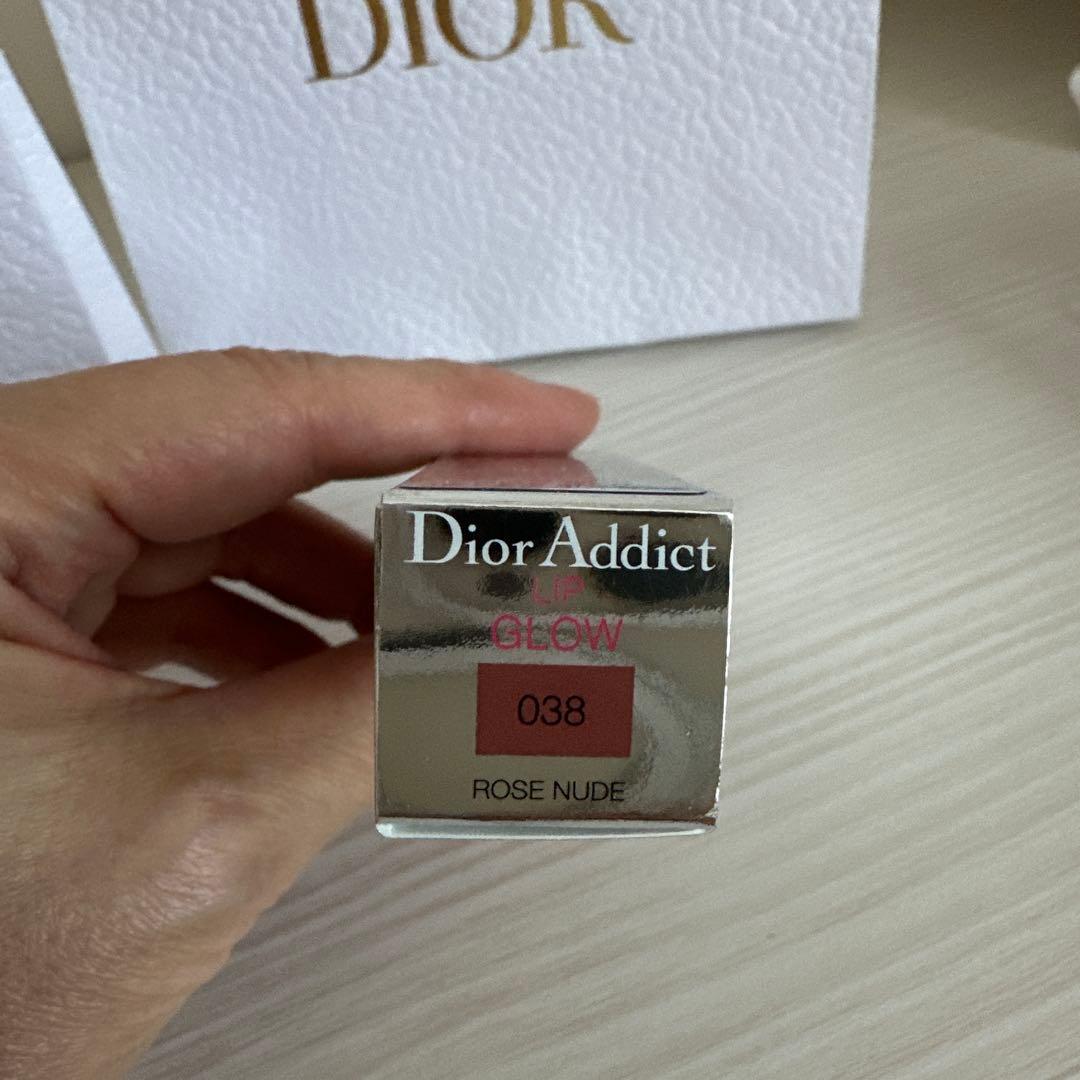 DIOR
Dior Addict
LIP
GLOW
038
ROSE NUDE